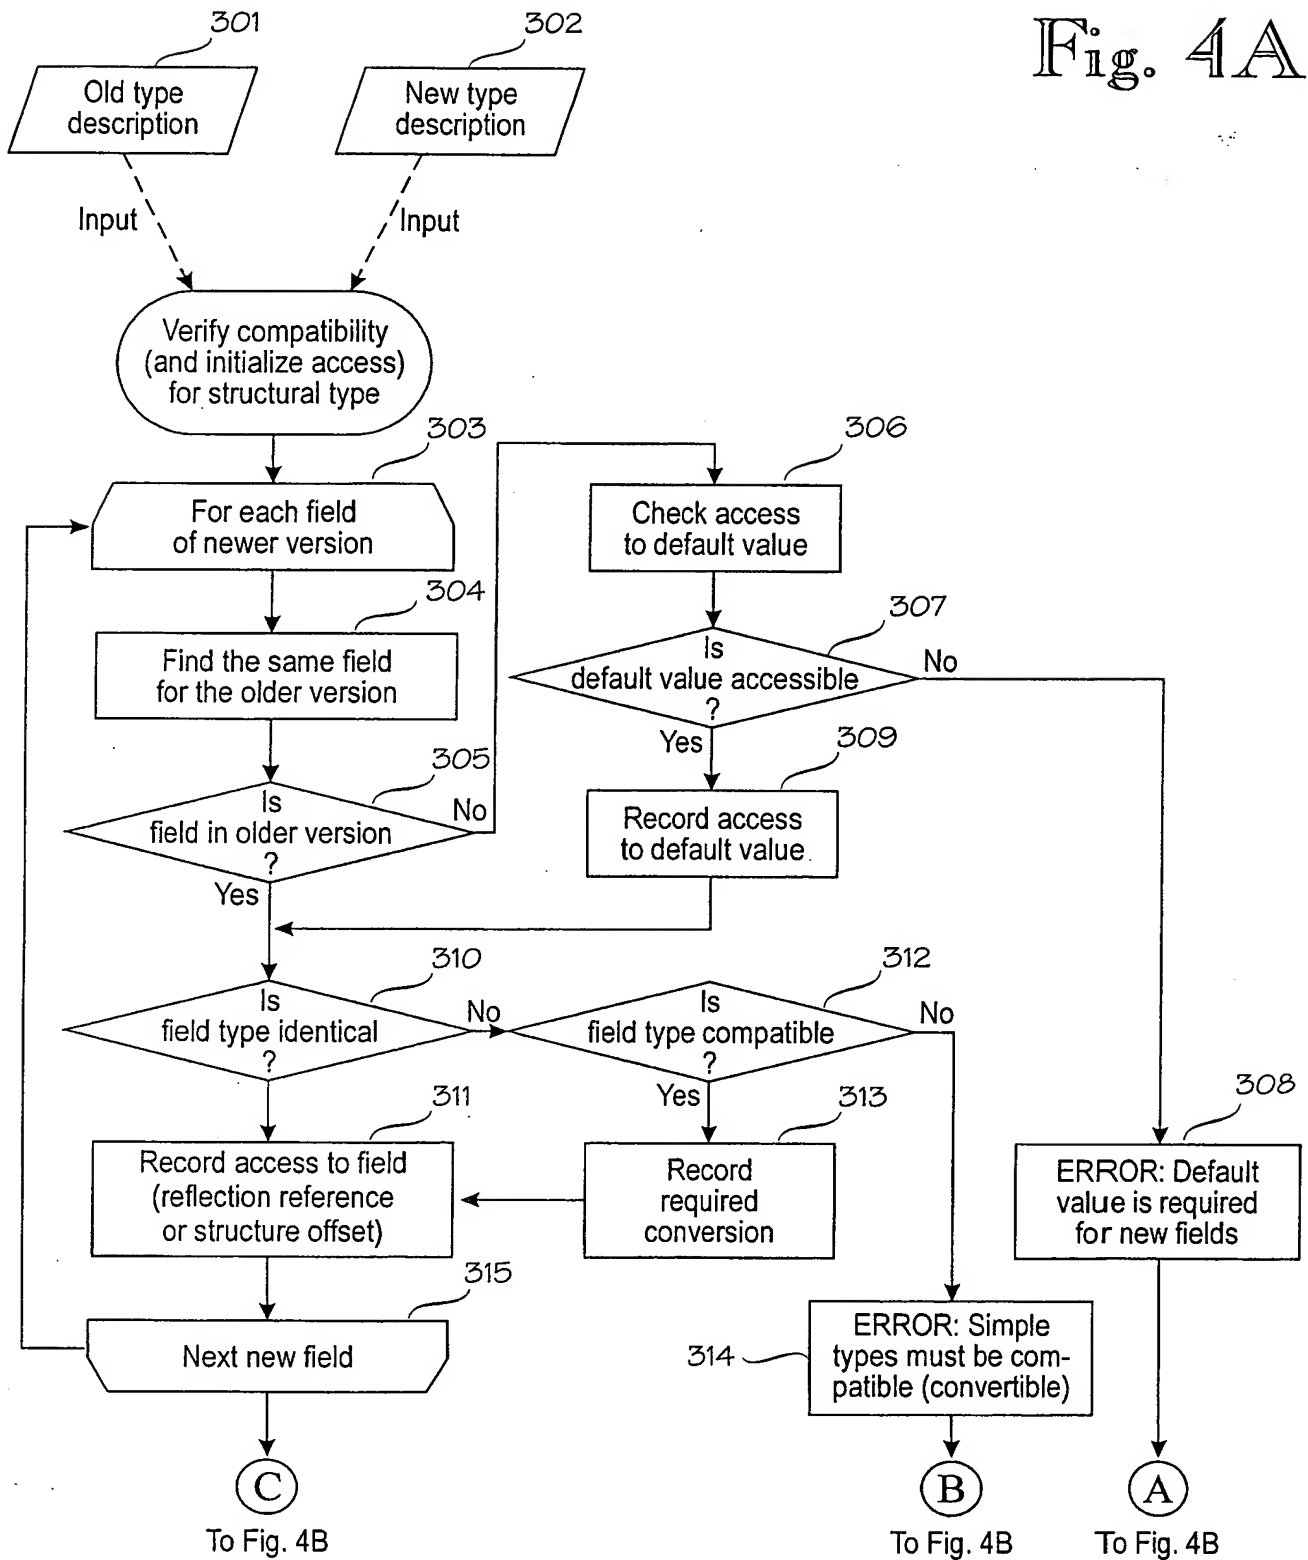 301
302
Fig. 4A
Old type
description
New type
description
Input
Input
Verify compatibility
(and initialize access)
for structural type
303
306
For each field
of newer version
Check access
to default value
304
307
Find the same field
for the older version
Is
default value accessible
?
No
Yes
305
309
Is
field in older version
?
No
Yes
Record access
to default value
310
312
Is
field type identical
?
No
Is
field type compatible
?
No
Yes
311
313
308
Record access to field
(reflection reference
or structure offset)
Record
required
conversion
ERROR: Default
value is required
for new fields
315
Next new field
314
ERROR: Simple
types must be com-
patible (convertible)
C
B
A
To Fig. 4B
To Fig. 4B
To Fig. 4B